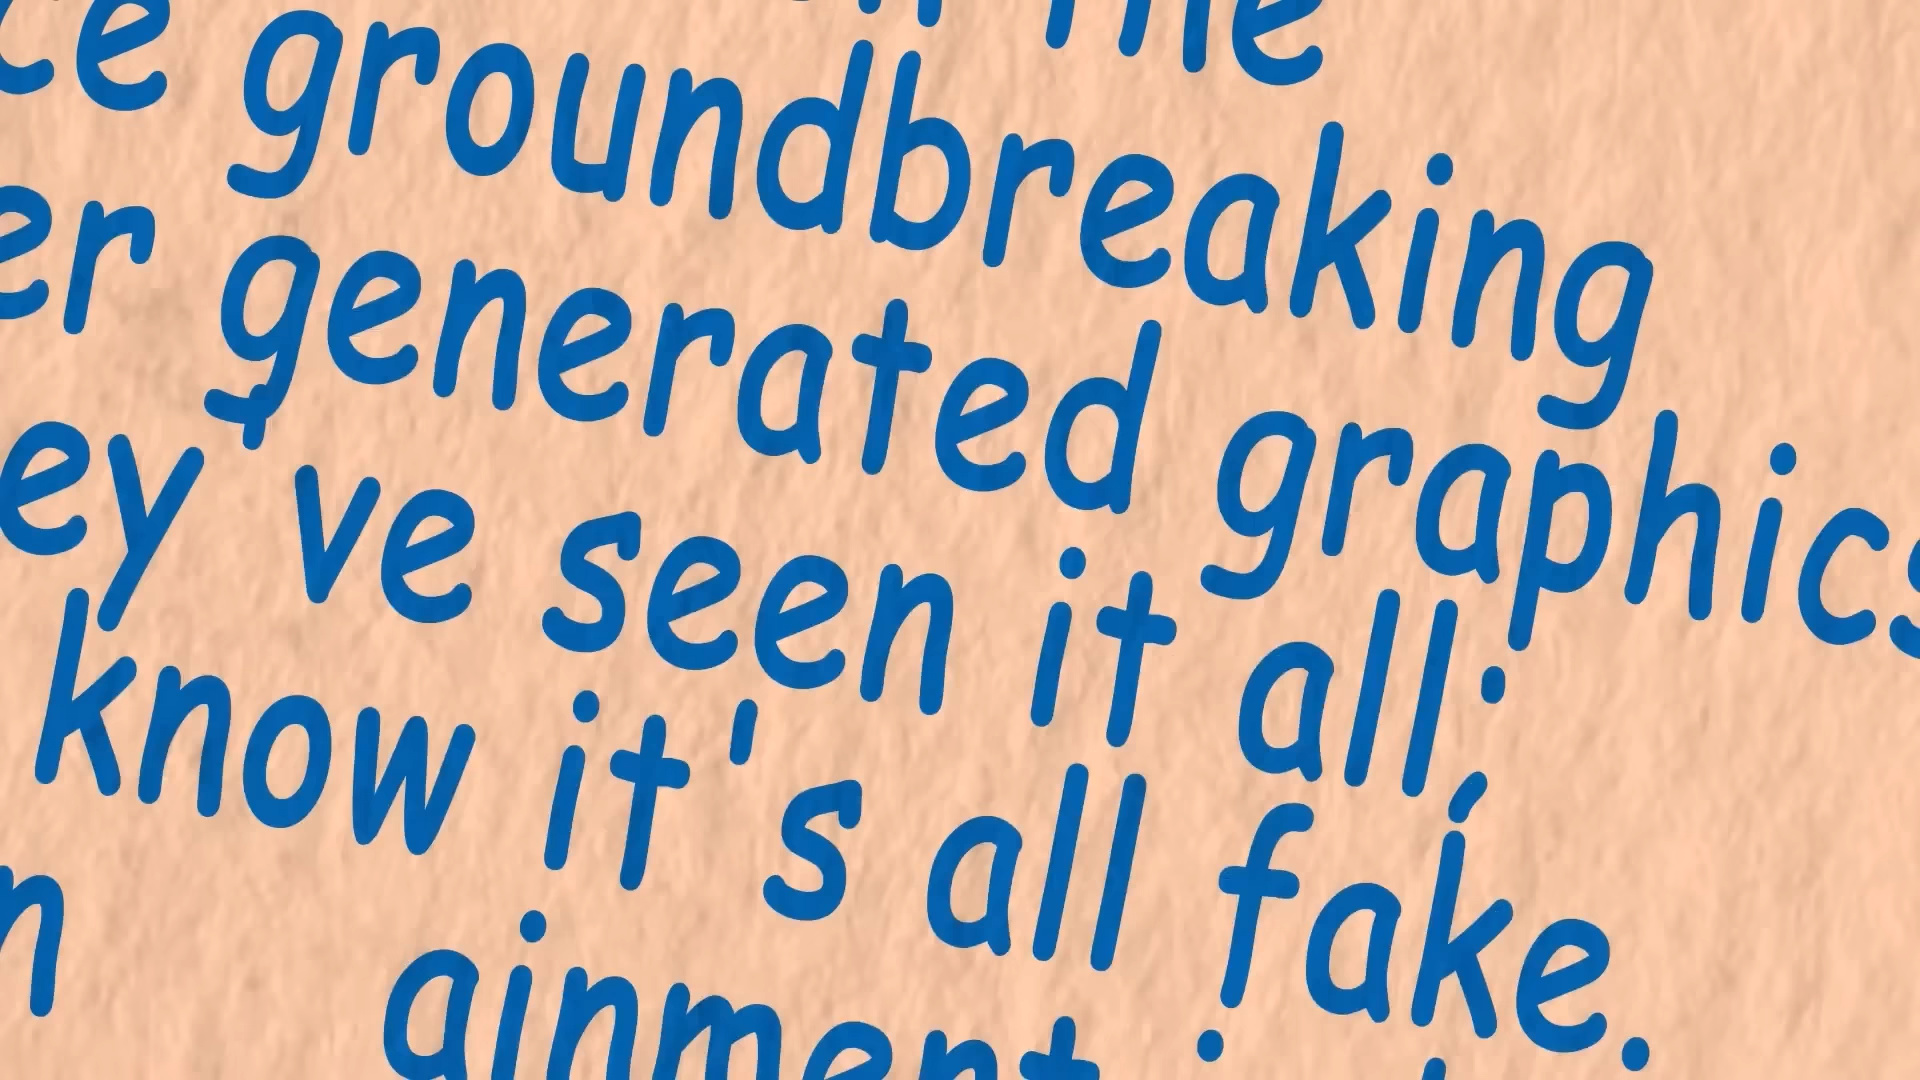 ce groundbreaking
er generated graphics
ey've seen it all;
know it's all fake.
ainment